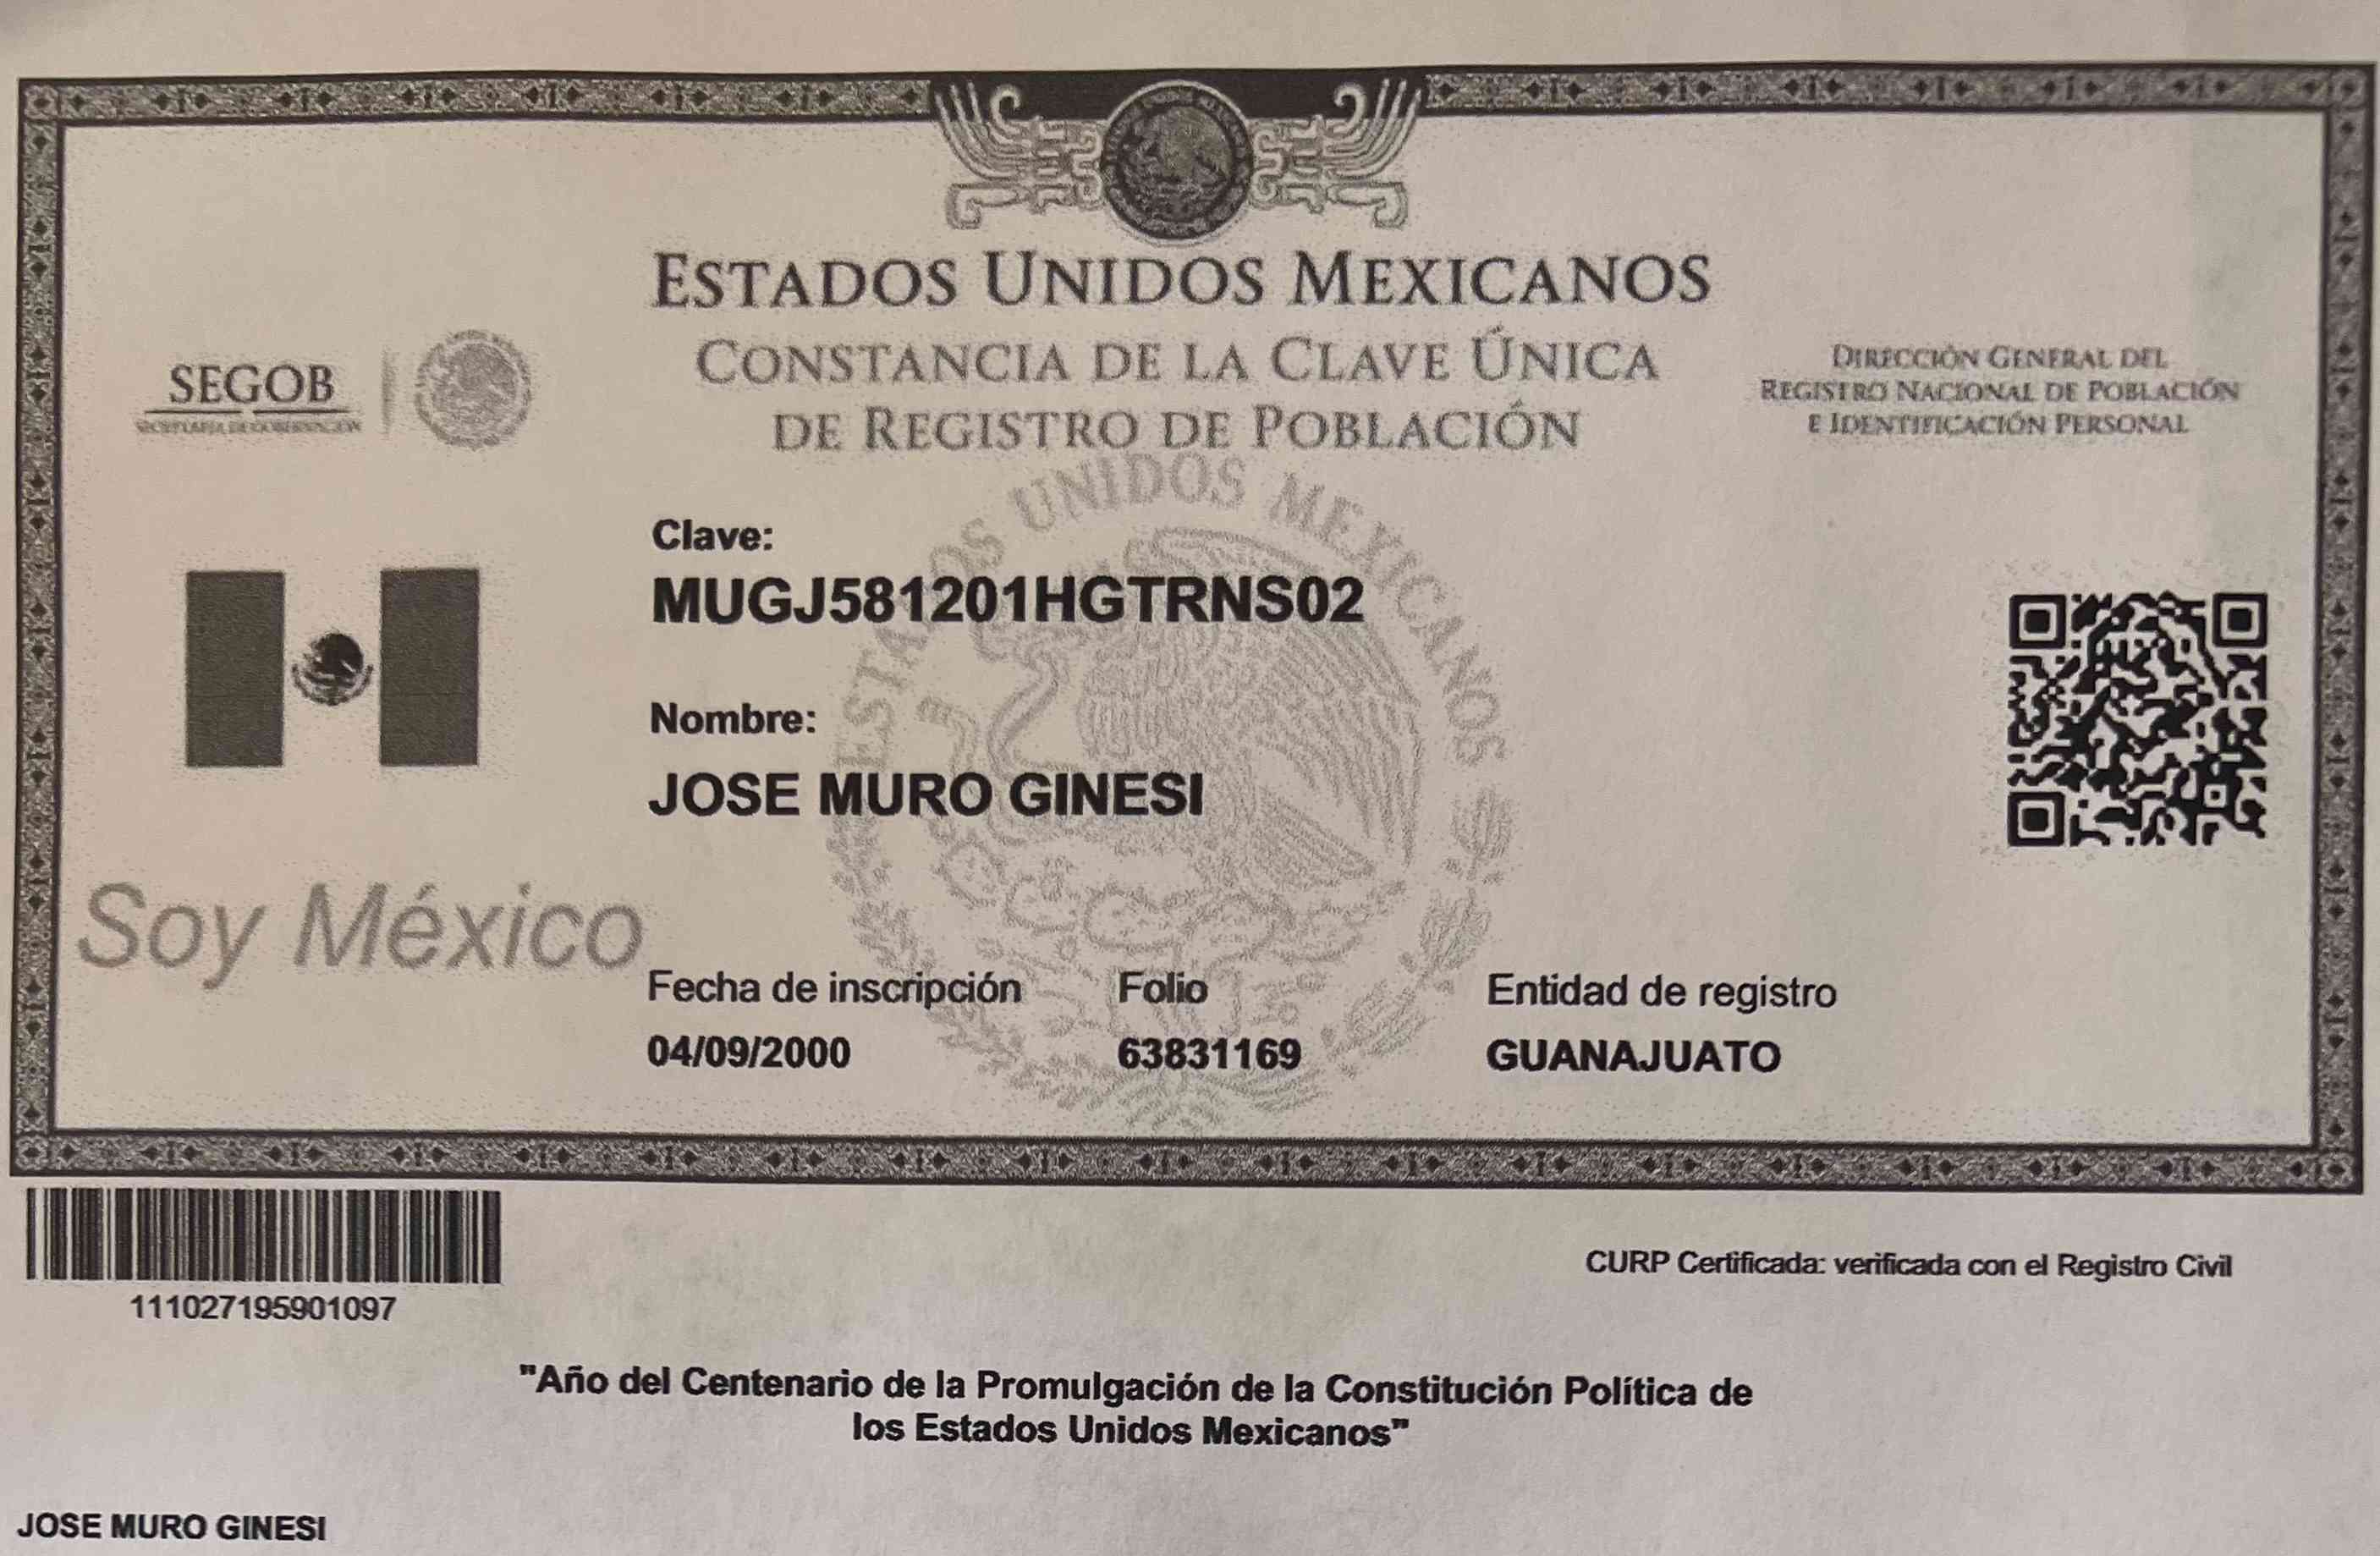 ESTADOS UNIDOS MEXICANOS
CONSTANCIA DE LA CLAVE ÚNICA
DE REGISTRO DE POBLACIÓN
SEGOB
SECRETARÍA DE GOBERNACIÓN
DIRECCIÓN GENERAL DEL
REGISTRO NACIONAL DE POBLACIÓN
E IDENTIFICACIÓN PERSONAL
ESTADOS UNIDOS MEXICANOS
Clave:
MUGJ581201HGTRNS02
Nombre:
JOSE MURO GINESI
Soy México
Fecha de inscripción Folio Entidad de registro
04/09/2000 63831169 GUANAJUATO
111027195901097
CURP Certificada: verificada con el Registro Civil
"Año del Centenario de la Promulgación de la Constitución Política de
los Estados Unidos Mexicanos"
JOSE MURO GINESI